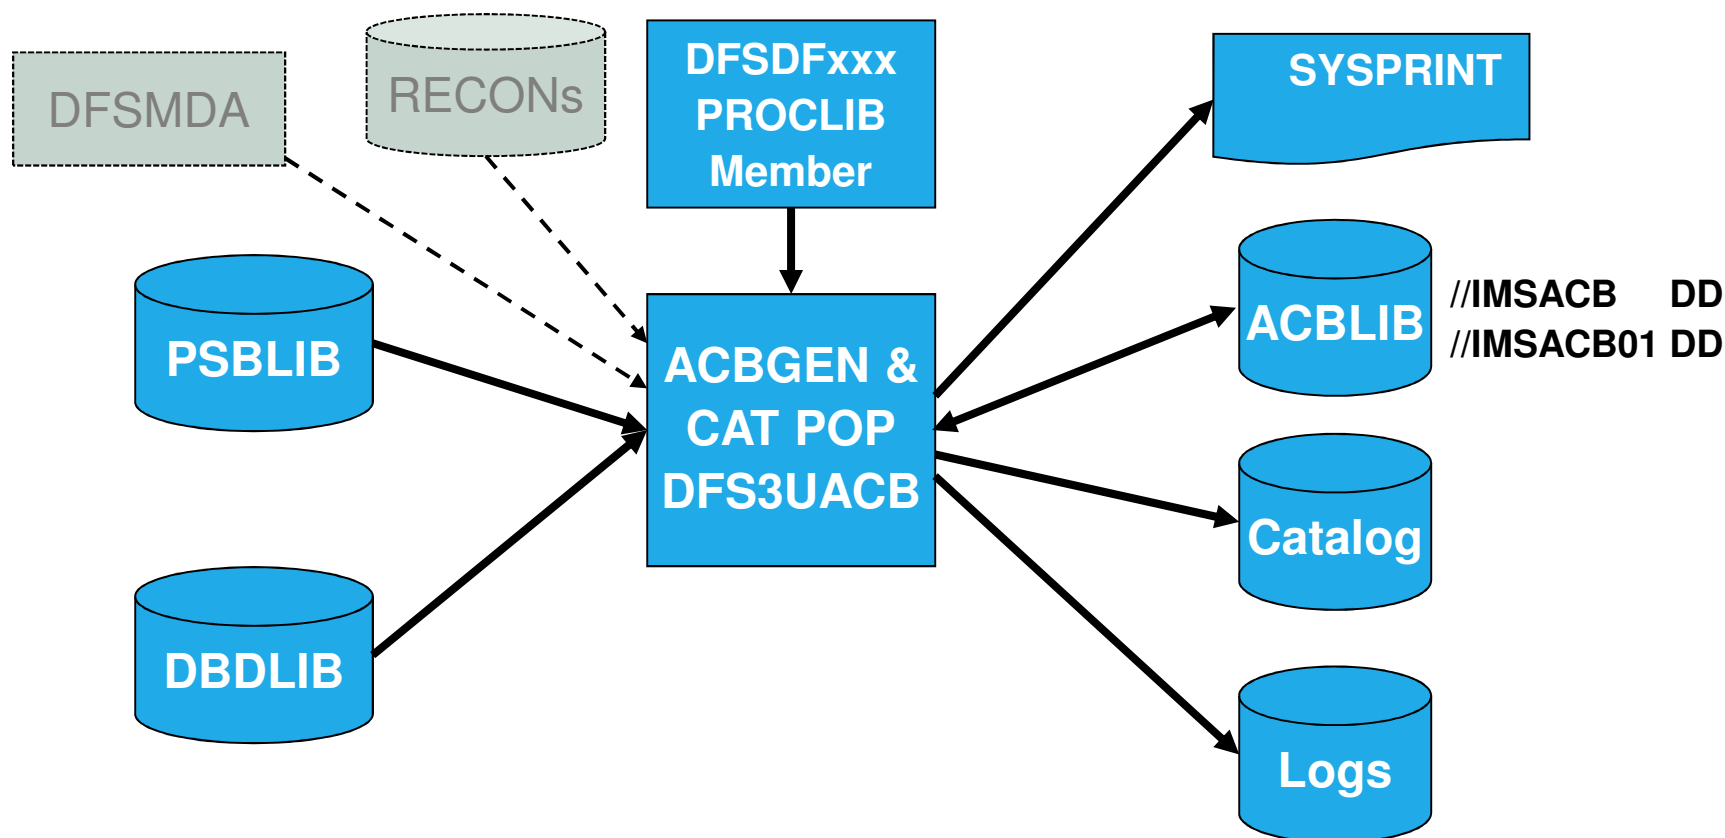 DFSMDA
RECONs
DFSDFxxx
PROCLIB
Member
SYSPRINT
PSBLIB
ACBGEN &
CAT POP
DFS3UACB
ACBLIB
//IMSACB DD
//IMSACB01 DD
Catalog
DBDLIB
Logs